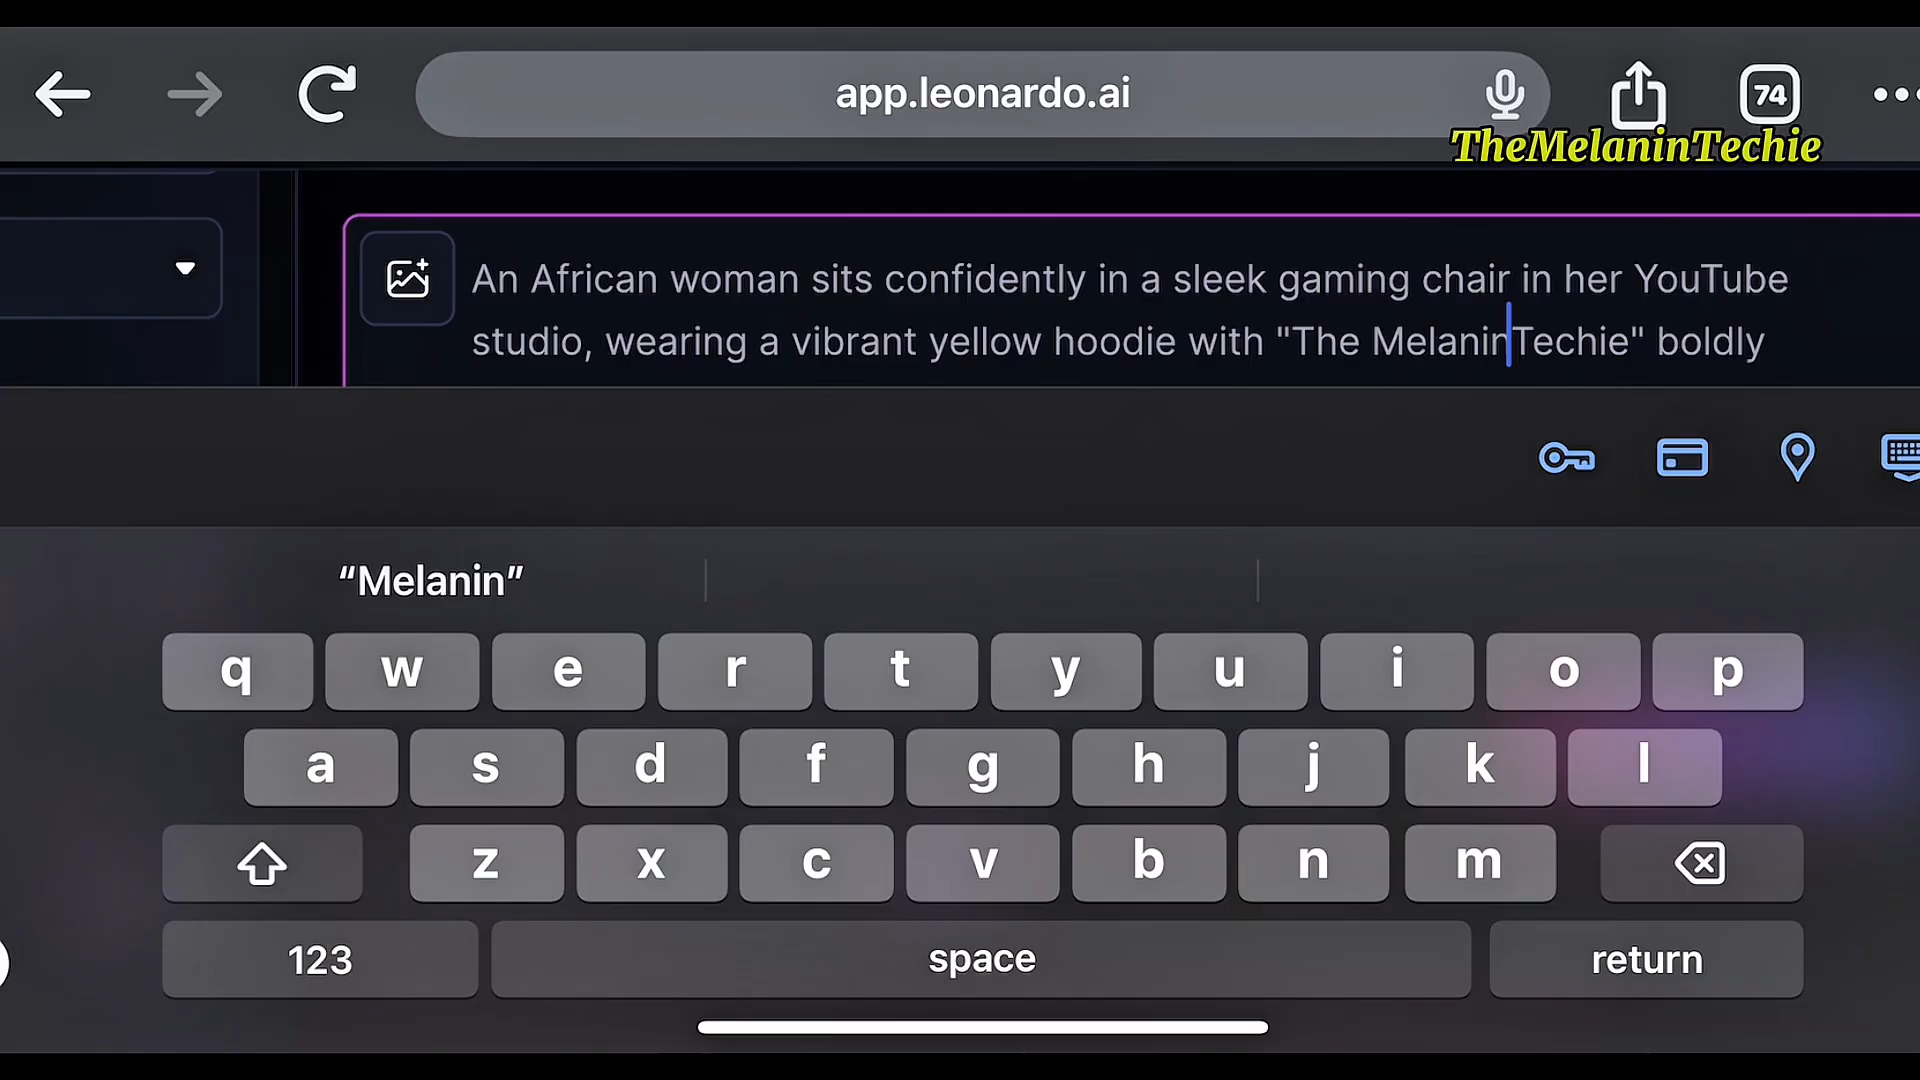 app.leonardo.ai
74
TheMelaninTechie
An African woman sits confidently in a sleek gaming chair in her YouTube
studio, wearing a vibrant yellow hoodie with "The MelaninTechie" boldly
“Melanin”
q w e r t y u i o p
a s d f g h j k l
z x c v b n m
123 space return